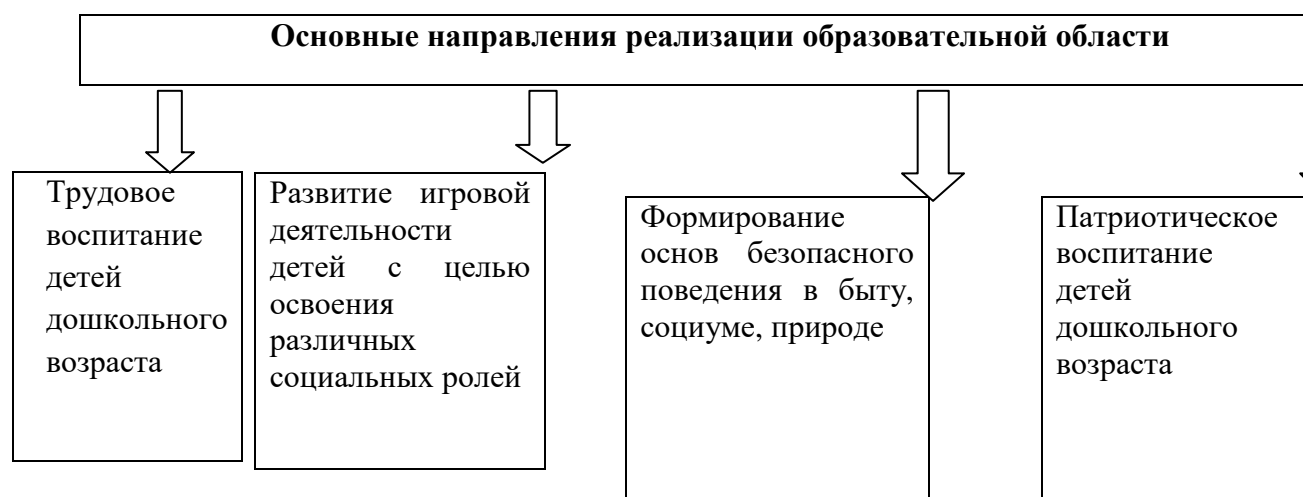 Основные направления реализации образовательной области
Трудовое
воспитание
детей
дошкольного
возраста
Развитие игровой
деятельности
детей с целью
освоения
различных
социальных ролей
Формирование
основ безопасного
поведения в быту,
социуме, природе
Патриотическое
воспитание
детей
дошкольного
возраста